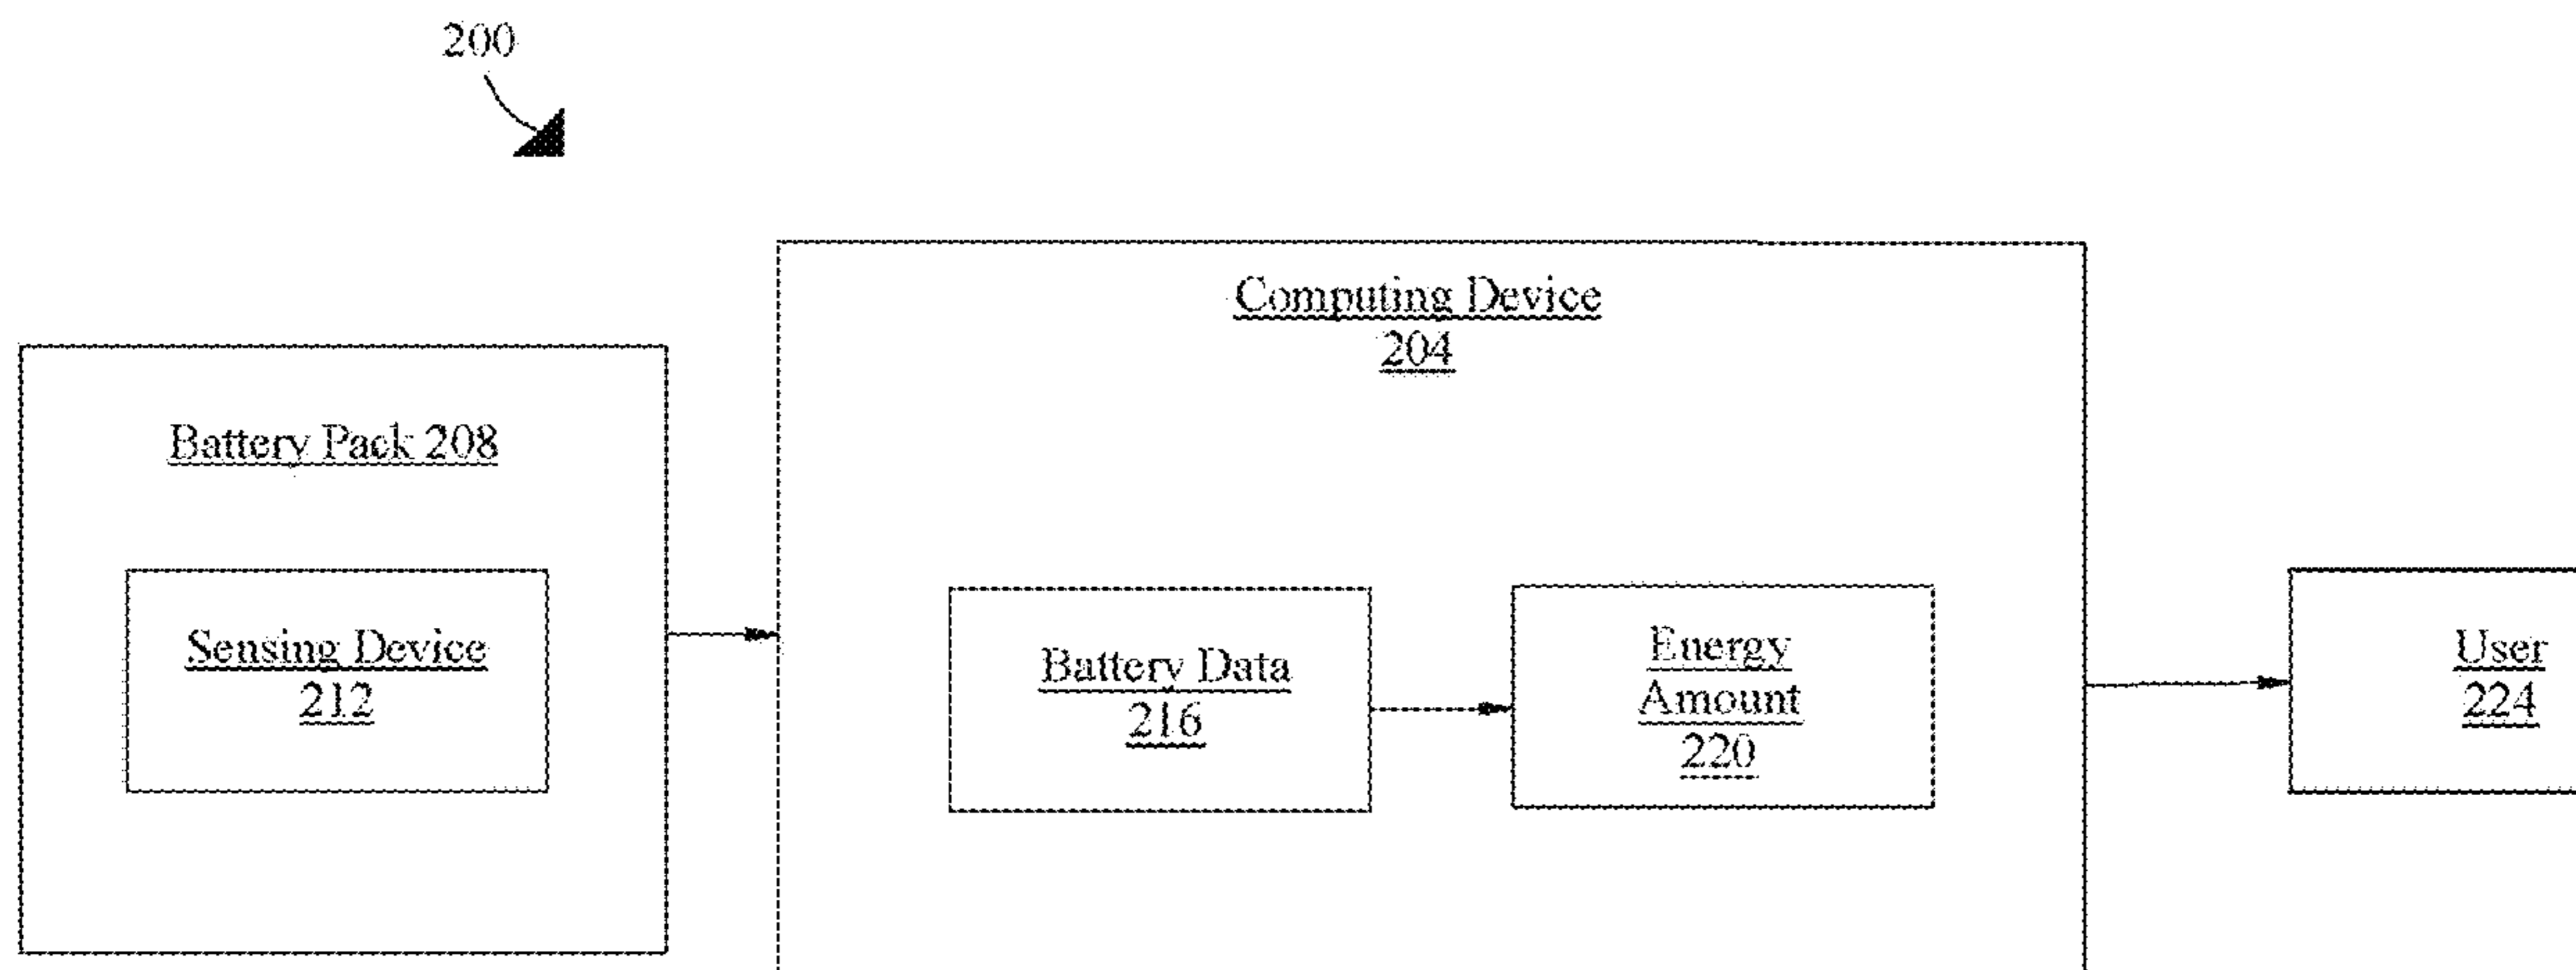 200
Computing Device
204
Battery Pack 208
Sensing Device
212
Battery Data
216
Energy
Amount
220
User
224